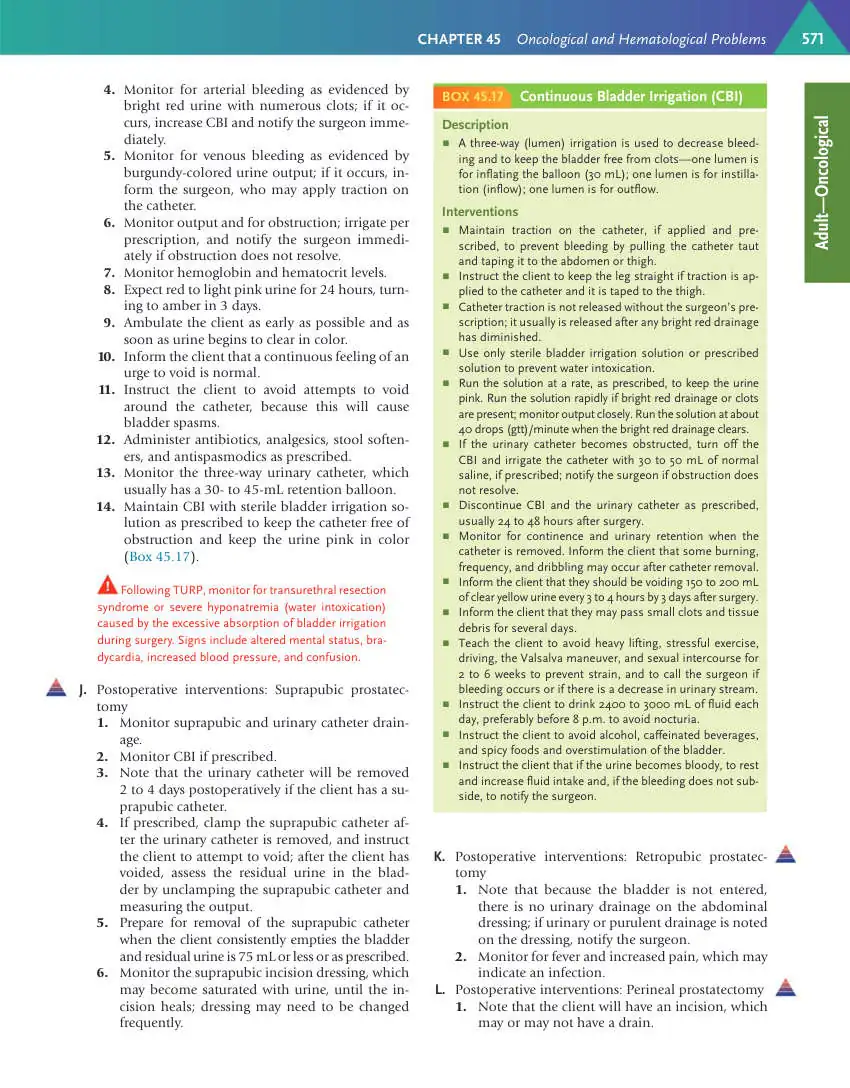 CHAPTER 45 Oncological and Hematological Problems 571
4. Monitor for arterial bleeding as evidenced by
bright red urine with numerous clots; if it oc-
curs, increase CBI and notify the surgeon imme-
diately.
5. Monitor for venous bleeding as evidenced by
burgundy-colored urine output; if it occurs, in-
form the surgeon, who may apply traction on
the catheter.
6. Monitor output and for obstruction; irrigate per
prescription, and notify the surgeon immedi-
ately if obstruction does not resolve.
7. Monitor hemoglobin and hematocrit levels.
8. Expect red to light pink urine for 24 hours, turn-
ing to amber in 3 days.
9. Ambulate the client as early as possible and as
soon as urine begins to clear in color.
10. Inform the client that a continuous feeling of an
urge to void is normal.
11. Instruct the client to avoid attempts to void
around the catheter, because this will cause
bladder spasms.
12. Administer antibiotics, analgesics, stool soften-
ers, and antispasmodics as prescribed.
13. Monitor the three-way urinary catheter, which
usually has a 30- to 45-mL retention balloon.
14. Maintain CBI with sterile bladder irrigation so-
lution as prescribed to keep the catheter free of
obstruction and keep the urine pink in color
(Box 45.17).
Following TURP, monitor for transurethral resection
syndrome or severe hyponatremia (water intoxication)
caused by the excessive absorption of bladder irrigation
during surgery. Signs include altered mental status, bra-
dycardia, increased blood pressure, and confusion.
J. Postoperative interventions: Suprapubic prostatec-
tomy
1. Monitor suprapubic and urinary catheter drain-
age.
2. Monitor CBI if prescribed.
3. Note that the urinary catheter will be removed
2 to 4 days postoperatively if the client has a su-
prapubic catheter.
4. If prescribed, clamp the suprapubic catheter af-
ter the urinary catheter is removed, and instruct
the client to attempt to void; after the client has
voided, assess the residual urine in the blad-
der by unclamping the suprapubic catheter and
measuring the output.
5. Prepare for removal of the suprapubic catheter
when the client consistently empties the bladder
and residual urine is 75 mL or less or as prescribed.
6. Monitor the suprapubic incision dressing, which
may become saturated with urine, until the in-
cision heals; dressing may need to be changed
frequently.
BOX 45.17 Continuous Bladder Irrigation (CBI)
Description
■ A three-way (lumen) irrigation is used to decrease bleed-
ing and to keep the bladder free from clots—one lumen is
for inflating the balloon (30 mL); one lumen is for instilla-
tion (inflow); one lumen is for outflow.
Interventions
■ Maintain traction on the catheter, if applied and pre-
scribed, to prevent bleeding by pulling the catheter taut
and taping it to the abdomen or thigh.
■ Instruct the client to keep the leg straight if traction is ap-
plied to the catheter and it is taped to the thigh.
■ Catheter traction is not released without the surgeon's pre-
scription; it usually is released after any bright red drainage
has diminished.
■ Use only sterile bladder irrigation solution or prescribed
solution to prevent water intoxication.
■ Run the solution at a rate, as prescribed, to keep the urine
pink. Run the solution rapidly if bright red drainage or clots
are present; monitor output closely. Run the solution at about
40 drops (gtt)/minute when the bright red drainage clears.
■ If the urinary catheter becomes obstructed, turn off the
CBI and irrigate the catheter with 30 to 50 mL of normal
saline, if prescribed; notify the surgeon if obstruction does
not resolve.
■ Discontinue CBI and the urinary catheter as prescribed,
usually 24 to 48 hours after surgery.
■ Monitor for continence and urinary retention when the
catheter is removed. Inform the client that some burning,
frequency, and dribbling may occur after catheter removal.
■ Inform the client that they should be voiding 150 to 200 mL
of clear yellow urine every 3 to 4 hours by 3 days after surgery.
■ Inform the client that they may pass small clots and tissue
debris for several days.
■ Teach the client to avoid heavy lifting, stressful exercise,
driving, the Valsalva maneuver, and sexual intercourse for
2 to 6 weeks to prevent strain, and to call the surgeon if
bleeding occurs or if there is a decrease in urinary stream.
■ Instruct the client to drink 2400 to 3000 mL of fluid each
day, preferably before 8 p.m. to avoid nocturia.
■ Instruct the client to avoid alcohol, caffeinated beverages,
and spicy foods and overstimulation of the bladder.
■ Instruct the client that if the urine becomes bloody, to rest
and increase fluid intake and, if the bleeding does not sub-
side, to notify the surgeon.
K. Postoperative interventions: Retropubic prostatec-
tomy
1. Note that because the bladder is not entered,
there is no urinary drainage on the abdominal
dressing; if urinary or purulent drainage is noted
on the dressing, notify the surgeon.
2. Monitor for fever and increased pain, which may
indicate an infection.
L. Postoperative interventions: Perineal prostatectomy
1. Note that the client will have an incision, which
may or may not have a drain.
Adult—Oncological